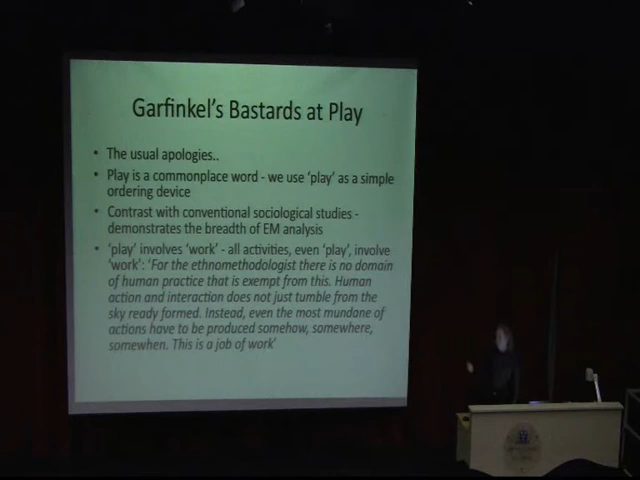 Garfinkel's Bastards at Play
• The usual apologies..
• Play is a commonplace word - we use 'play' as a simple
ordering device
• Contrast with conventional sociological studies -
demonstrates the breadth of EM analysis
• 'play' involves 'work' - all activities, even 'play', involve
'work': 'For the ethnomethodologist there is no domain
of human practice that is exempt from this. Human
action and interaction does not just tumble from the
sky ready formed. Instead, even the most mundane of
actions have to be produced somehow, somewhere,
somewhen. This is a job of work'